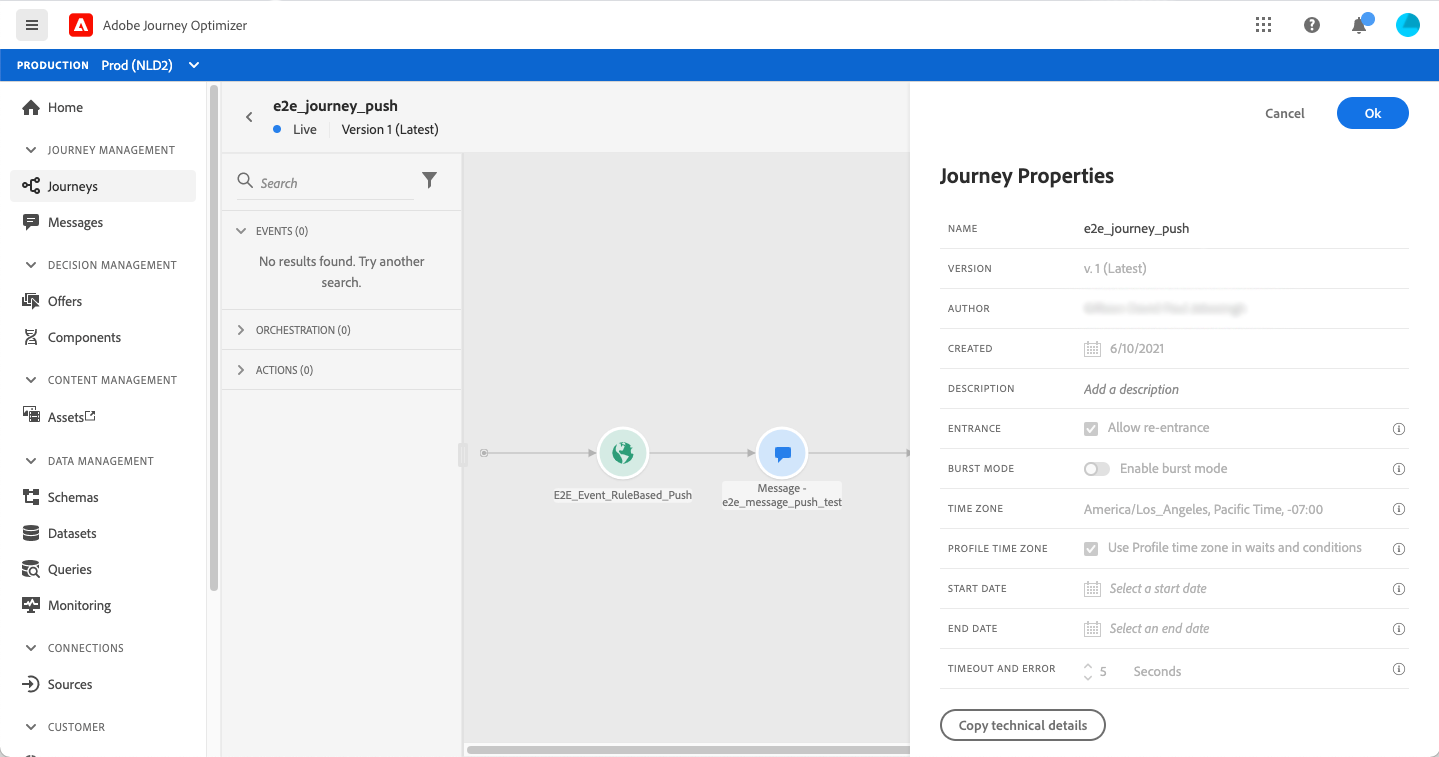 Adobe Journey Optimizer
PRODUCTION Prod (NLD2)
Home
JOURNEY MANAGEMENT
Journeys
Messages
DECISION MANAGEMENT
Offers
Components
CONTENT MANAGEMENT
Assets
DATA MANAGEMENT
Schemas
Datasets
Queries
Monitoring
CONNECTIONS
Sources
CUSTOMER
e2e_journey_push
Live Version 1 (Latest)
Search
EVENTS (0)
No results found. Try another
search.
ORCHESTRATION (0)
ACTIONS (0)
E2E_Event_RuleBased_Push
Message -
e2e_message_push_test
Cancel Ok
Journey Properties
NAME e2e_journey_push
VERSION v. 1 (Latest)
AUTHOR
CREATED 6/10/2021
DESCRIPTION Add a description
ENTRANCE Allow re-entrance
BURST MODE Enable burst mode
TIME ZONE America/Los_Angeles, Pacific Time, -07:00
PROFILE TIME ZONE Use Profile time zone in waits and conditions
START DATE Select a start date
END DATE Select an end date
TIMEOUT AND ERROR 5 Seconds
Copy technical details